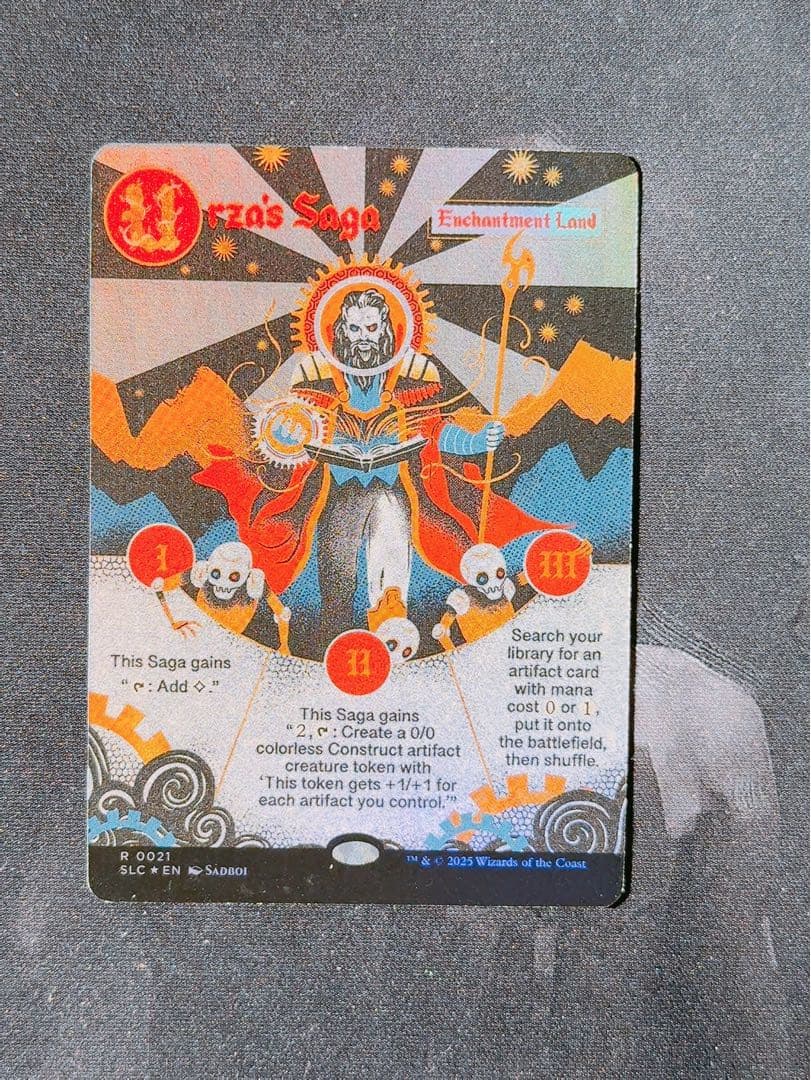 Urza's Saga
Enchantment Land
I
This Saga gains
“ : Add .”
II
This Saga gains
“2, : Create a 0/0
colorless Construct artifact
creature token with
‘This token gets +1/+1 for
each artifact you control.’”
III
Search your
library for an
artifact card
with mana
cost 0 or 1,
put it onto
the battlefield,
then shuffle.
R 0021
SLC ★ EN SADBOI
™ & © 2025 Wizards of the Coast